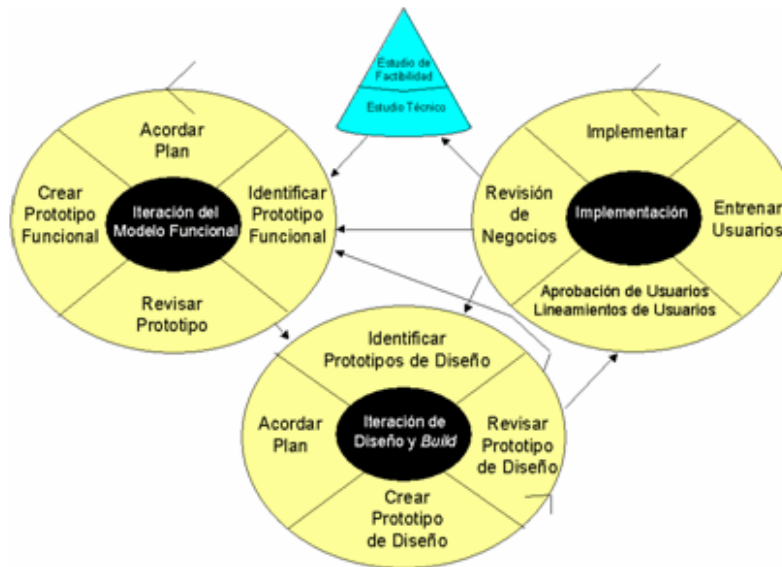 Estudio de
Factibilidad
Estudio Técnico
Acordar
Plan
Crear
Prototipo
Funcional
Iteración del
Modelo Funcional
Identificar
Prototipo
Funcional
Revisar
Prototipo
Implementar
Revisión
de
Negocios
Implementación
Entrenar
Usuarios
Aprobación de Usuarios
Lineamientos de Usuarios
Identificar
Prototipos de Diseño
Acordar
Plan
Iteración de
Diseño y Build
Revisar
Prototipo
de Diseño
Crear
Prototipo
de Diseño